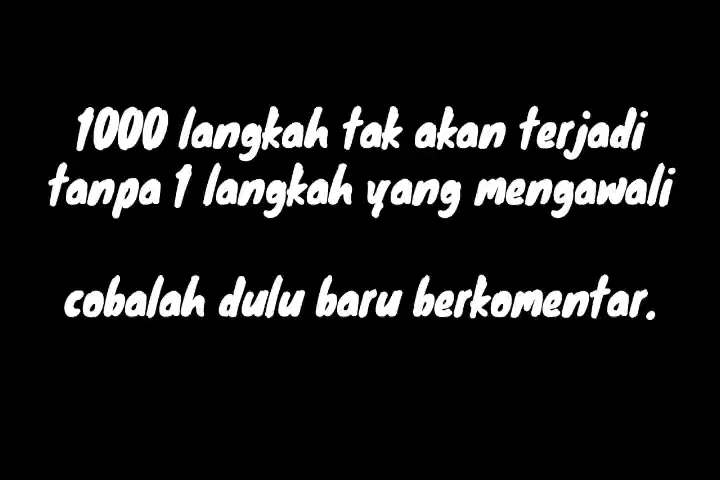 1000 langkah tak akan terjadi
tanpa 1 langkah yang mengawali
cobalah dulu baru berkomentar.